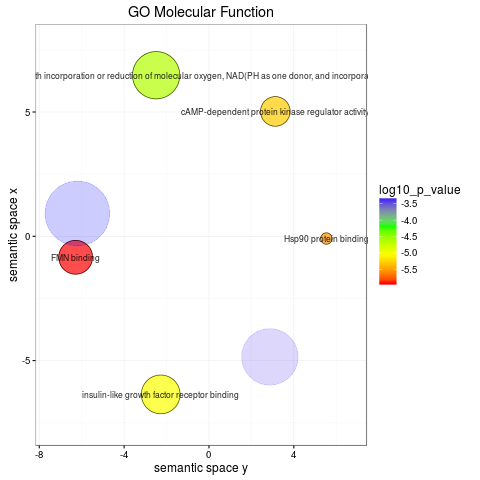 GO Molecular Function
th incorporation or reduction of molecular oxygen, NAD(PH as one donor, and incorpora
cAMP-dependent protein kinase regulator activity
Hsp90 protein binding
FMN binding
insulin-like growth factor receptor binding
semantic space x
5
0
-5
-8
-4
0
4
semantic space y
log10_p_value
-3.5
-4.0
-4.5
-5.0
-5.5